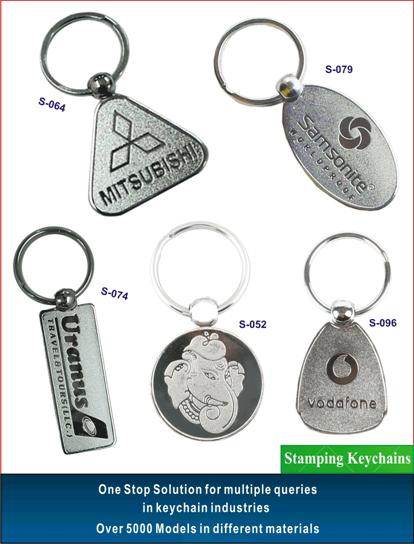 S-064
MITSUBISHI
S-079
Samsonite®
WORLDPROOF
S-074
Uranus
TRAVEL&TOURS(LLC.)
S-052
S-096
vodafone
Stamping Keychains
One Stop Solution for multiple queries
in keychain industries
Over 5000 Models in different materials